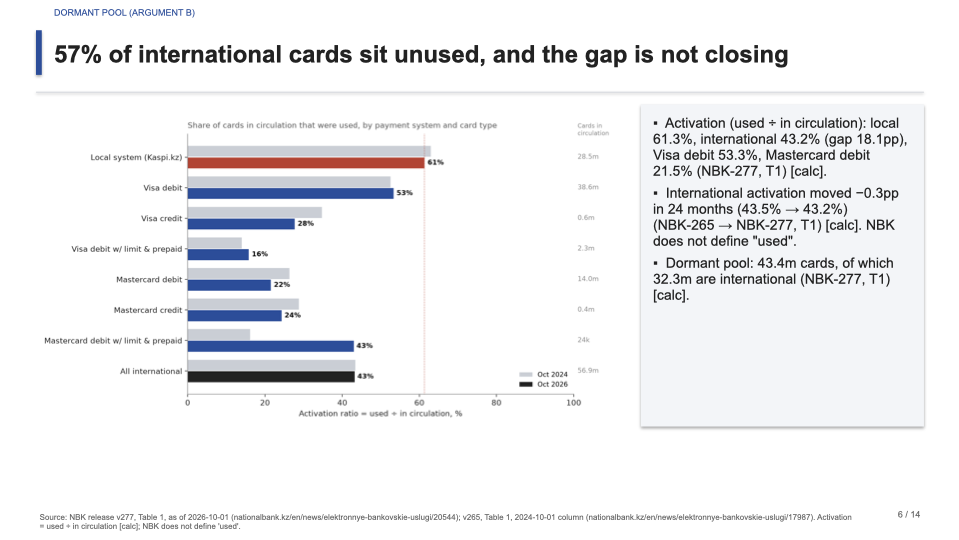 DORMANT POOL (ARGUMENT B)
57% of international cards sit unused, and the gap is not closing
Share of cards in circulation that were used, by payment system and card type
Cards in
circulation
Local system (Kaspi.kz)
61%
28.5m
Visa debit
53%
38.6m
Visa credit
28%
0.6m
Visa debit w/ limit & prepaid
16%
2.3m
Mastercard debit
22%
14.0m
Mastercard credit
24%
0.4m
Mastercard debit w/ limit & prepaid
43%
24k
All international
43%
56.9m
Oct 2024
Oct 2026
0 20 40 60 80 100
Activation ratio = used ÷ in circulation, %
▪ Activation (used ÷ in circulation): local
61.3%, international 43.2% (gap 18.1pp),
Visa debit 53.3%, Mastercard debit
21.5% (NBK-277, T1) [calc].
▪ International activation moved −0.3pp
in 24 months (43.5% → 43.2%)
(NBK-265 → NBK-277, T1) [calc]. NBK
does not define "used".
▪ Dormant pool: 43.4m cards, of which
32.3m are international (NBK-277, T1)
[calc].
Source: NBK release v277, Table 1, as of 2026-10-01 (nationalbank.kz/en/news/elektronnye-bankovskie-uslugi/20544); v265, Table 1, 2024-10-01 column (nationalbank.kz/en/news/elektronnye-bankovskie-uslugi/17987). Activation
= used ÷ in circulation [calc]; NBK does not define 'used'.
6 / 14